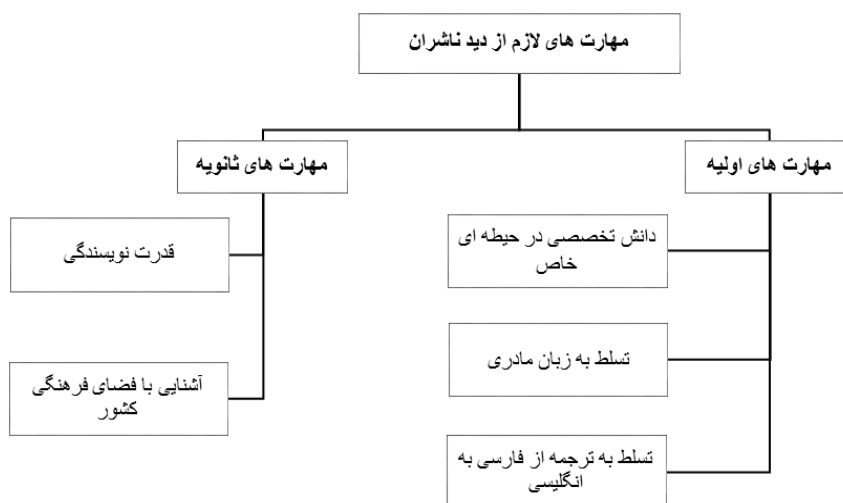 مهارت های لازم از دید ناشران
مهارت های اولیه
مهارت های ثانویه
دانش تخصصی در حیطه ای
خاص
تسلط به زبان مادری
تسلط به ترجمه از فارسی به
انگلیسی
قدرت نویسندگی
آشنایی با فضای فرهنگی
کشور